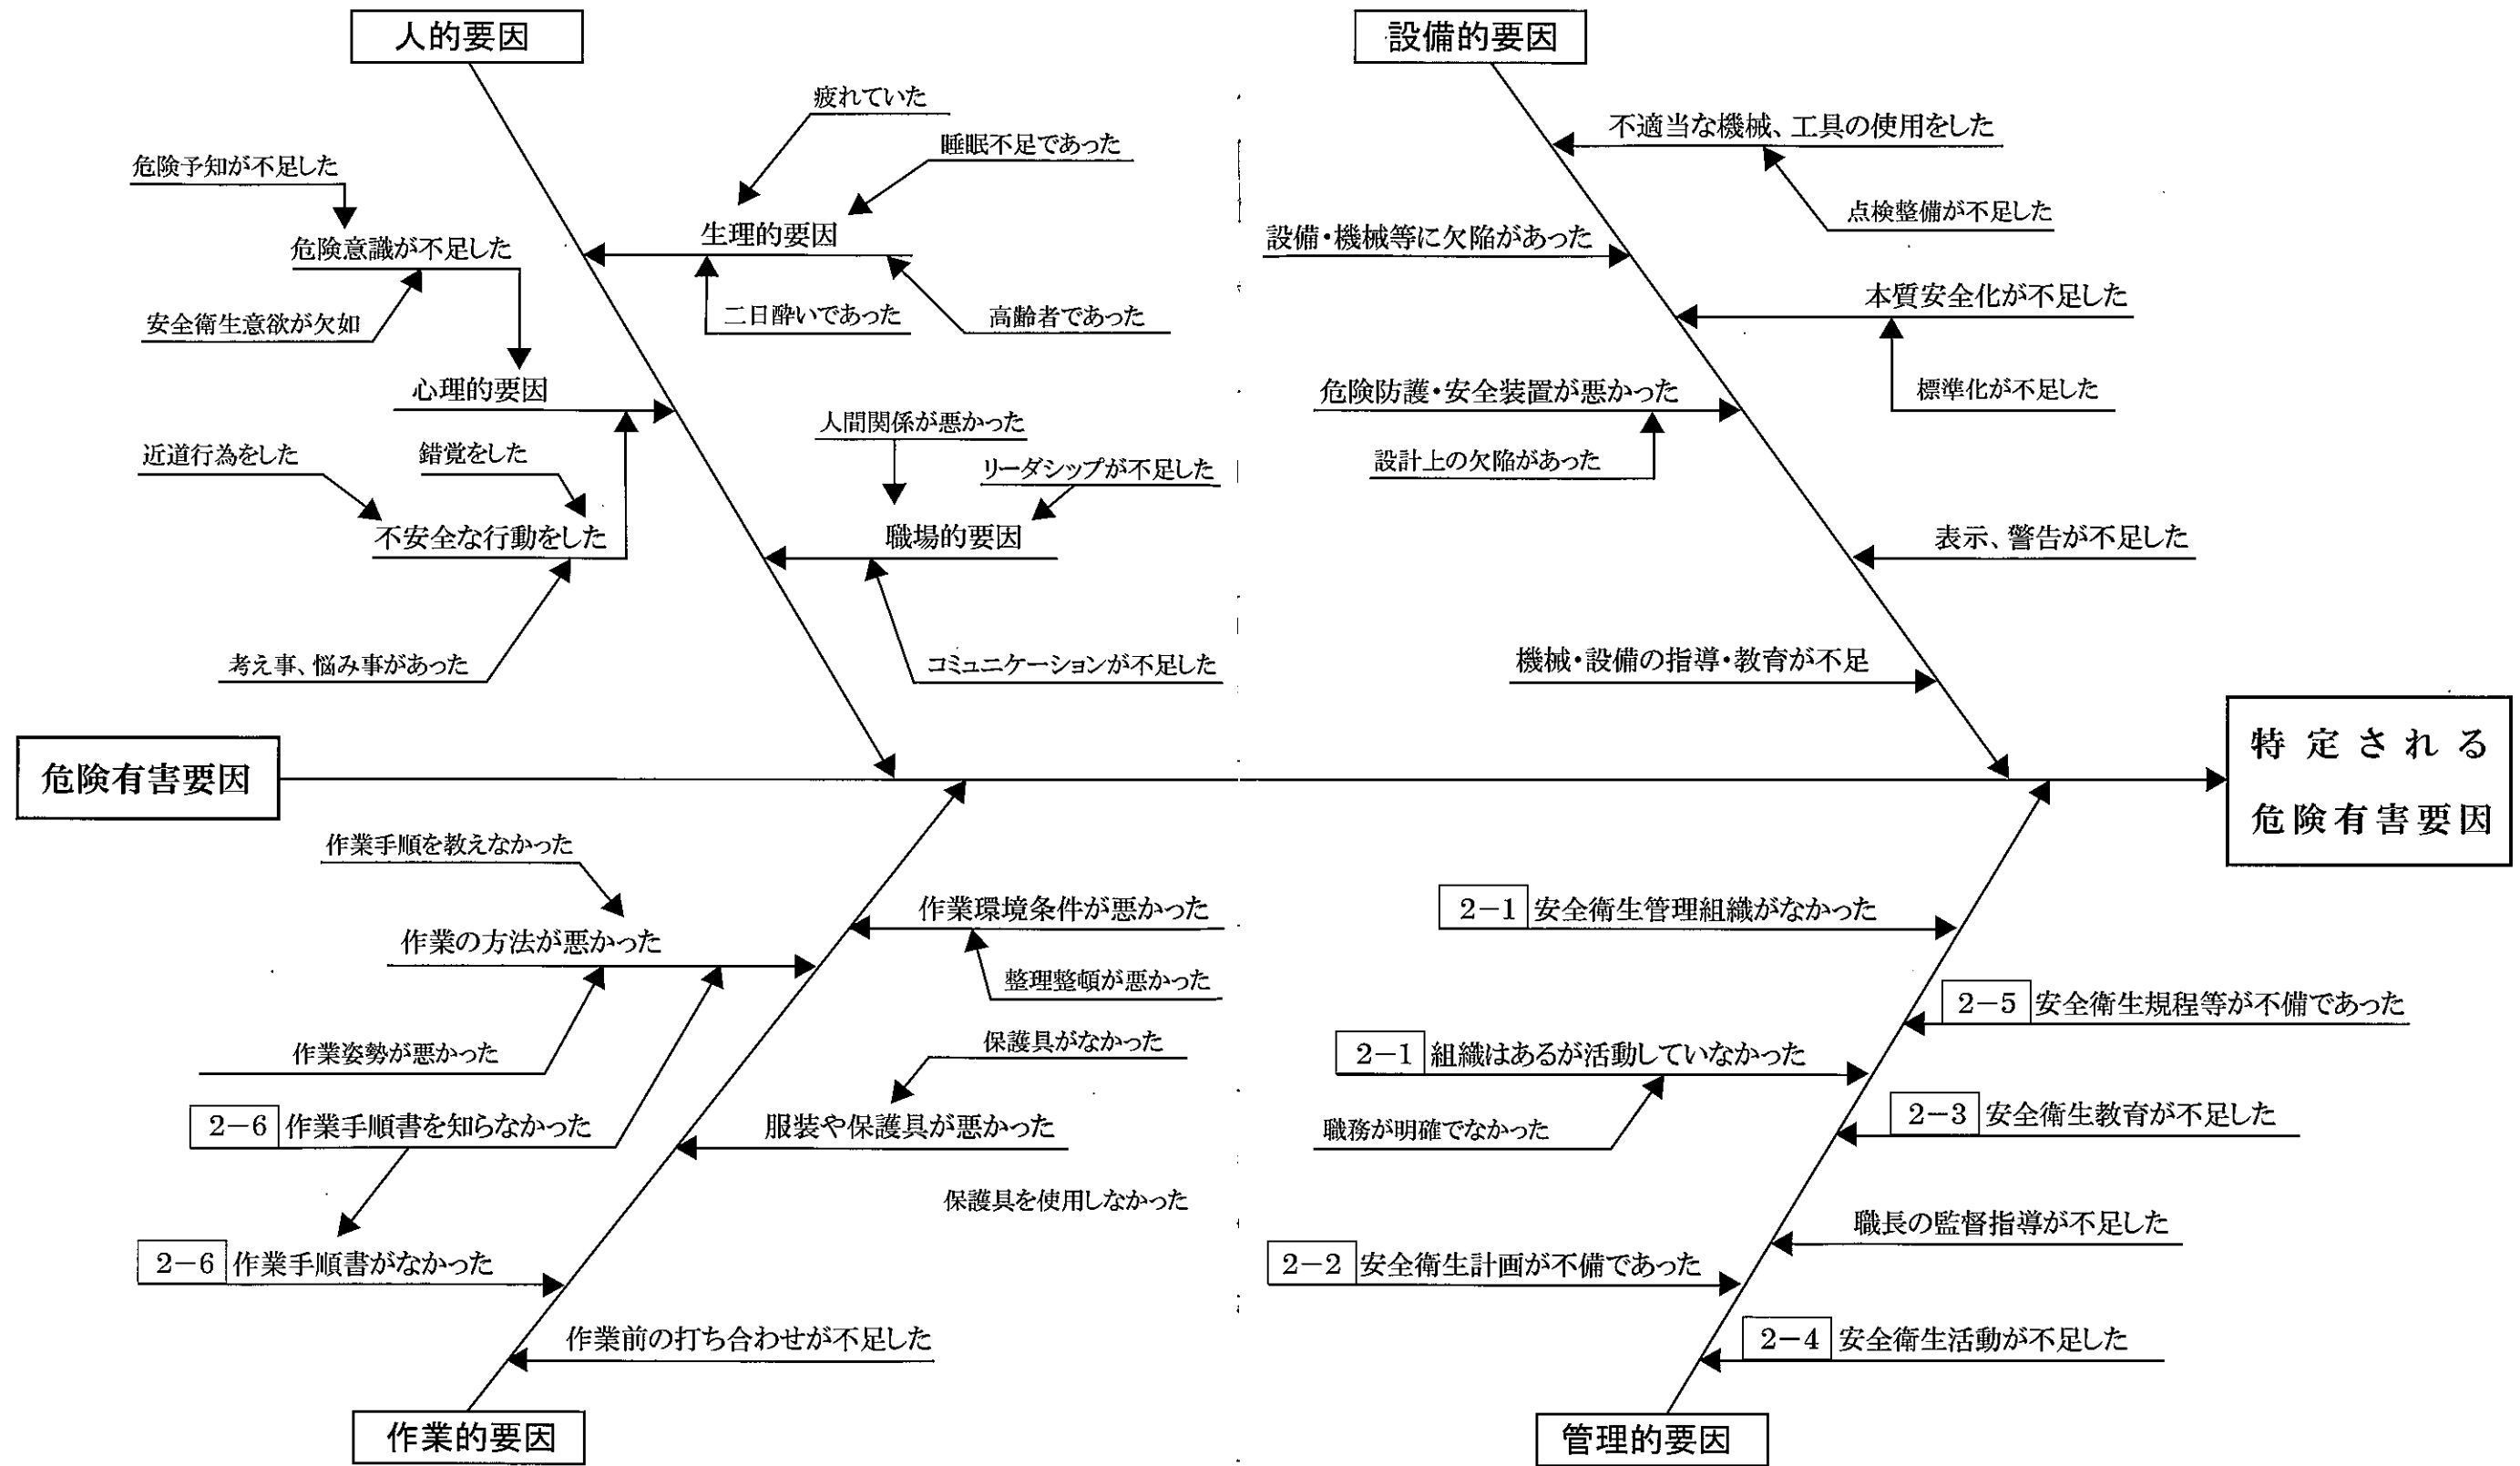 人的要因
疲れていた
睡眠不足であった
危険予知が不足した
生理的要因
危険意識が不足した
二日酔いであった
高齢者であった
安全衛生意欲が欠如
心理的要因
人間関係が悪かった
近道行為をした
錯覚をした
リーダシップが不足した
不安全な行動をした
職場的要因
考え事、悩み事があった
コミュニケーションが不足した
設備的要因
不適当な機械、工具の使用をした
点検整備が不足した
設備・機械等に欠陥があった
本質安全化が不足した
危険防護・安全装置が悪かった
標準化が不足した
設計上の欠陥があった
表示、警告が不足した
機械・設備の指導・教育が不足
危険有害要因
特定される
危険有害要因
作業手順を教えなかった
作業環境条件が悪かった
作業の方法が悪かった
整理整頓が悪かった
保護具がなかった
作業姿勢が悪かった
2-6 作業手順書を知らなかった
服装や保護具が悪かった
保護具を使用しなかった
2-6 作業手順書がなかった
作業前の打ち合わせが不足した
作業的要因
2-1 安全衛生管理組織がなかった
2-5 安全衛生規程等が不備であった
2-1 組織はあるが活動していなかった
2-3 安全衛生教育が不足した
職務が明確でなかった
職長の監督指導が不足した
2-2 安全衛生計画が不備であった
2-4 安全衛生活動が不足した
管理的要因